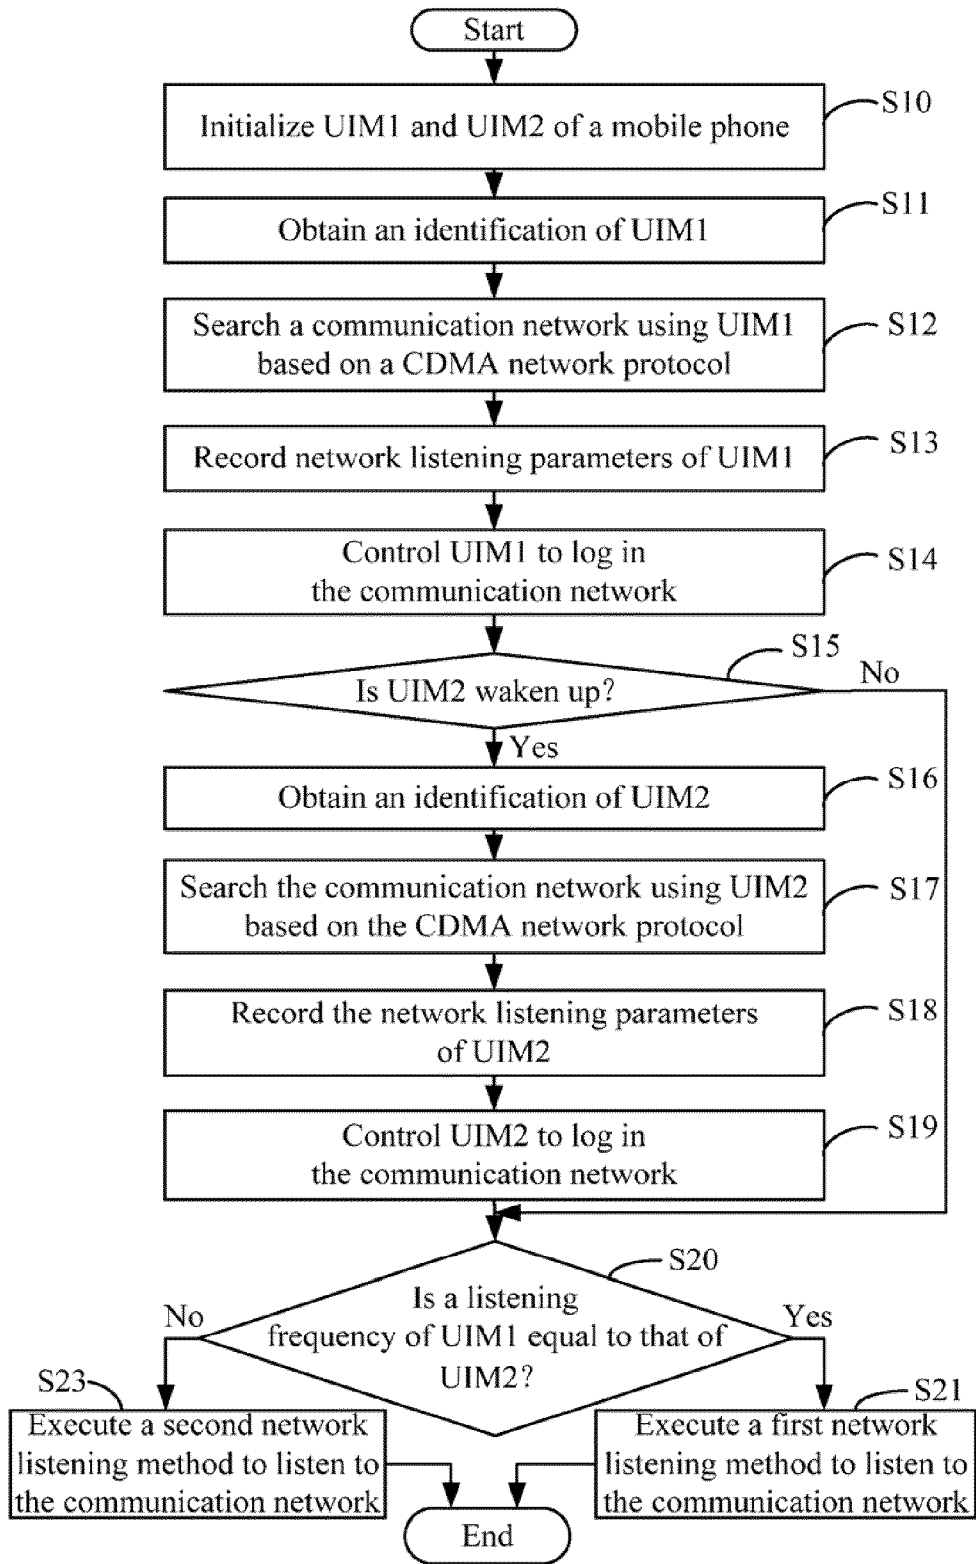 Start
Initialize UIM1 and UIM2 of a mobile phone
S10
Obtain an identification of UIM1
S11
Search a communication network using UIM1
based on a CDMA network protocol
S12
Record network listening parameters of UIM1
S13
Control UIM1 to log in
the communication network
S14
Is UIM2 waken up?
S15
No
Yes
Obtain an identification of UIM2
S16
Search the communication network using UIM2
based on the CDMA network protocol
S17
Record the network listening parameters
of UIM2
S18
Control UIM2 to log in
the communication network
S19
Is a listening
frequency of UIM1 equal to that of
UIM2?
S20
No
Yes
S23
Execute a second network
listening method to listen to
the communication network
S21
Execute a first network
listening method to listen to
the communication network
End